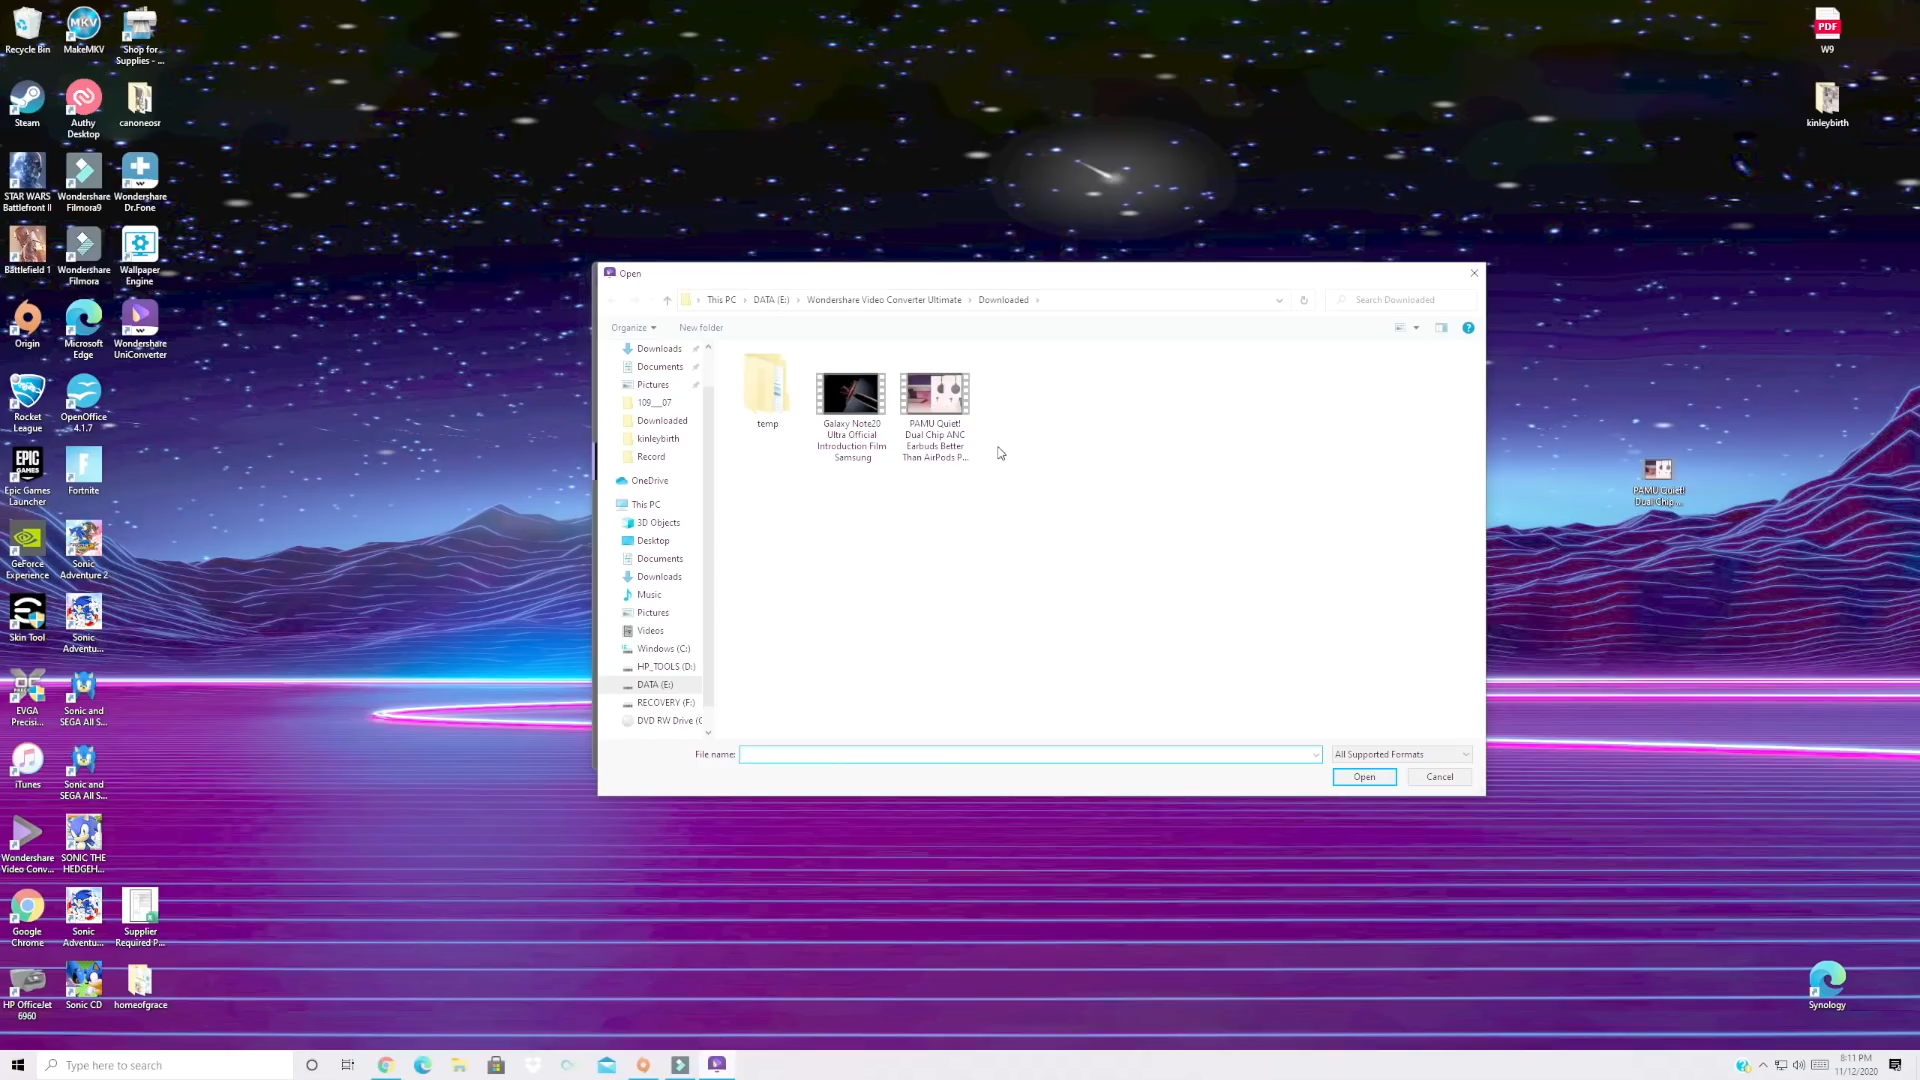 Recycle Bin
MakeMKV
Shop for
Supplies - ...
Steam
Authy
Desktop
canoneosr
STAR WARS
Battlefront II
Wondershare
Filmora9
Wondershare
Dr.Fone
Battlefield 1
Wondershare
Filmora
Wallpaper
Engine
Origin
Microsoft
Edge
Wondershare
UniConverter
Rocket
League
OpenOffice
4.1.7
Epic Games
Launcher
Fortnite
GeForce
Experience
Sonic
Adventure 2
Skin Tool
Sonic
Adventu...
EVGA
Precisi...
Sonic and
SEGA All S...
iTunes
Sonic and
SEGA All S...
Wondershare
Video Conv...
SONIC THE
HEDGEH...
Google
Chrome
Sonic
Adventu...
Supplier
Required P...
HP OfficeJet
6960
Sonic CD
homeofgrace
MKV
EPIC
GAMES
PDF
W9
kinleybirth
PAMU Quiet!
Dual Chip...
Synology
Open
This PC
DATA (E:)
Wondershare Video Converter Ultimate
Downloaded
Search Downloaded
Organize
New folder
Downloads
Documents
Pictures
109___07
Downloaded
kinleybirth
Record
OneDrive
This PC
3D Objects
Desktop
Documents
Downloads
Music
Pictures
Videos
Windows (C:)
HP_TOOLS (D:)
DATA (E:)
RECOVERY (F:)
DVD RW Drive (G
temp
Galaxy Note20
Ultra Official
Introduction Film
Samsung
PAMU Quiet!
Dual Chip ANC
Earbuds Better
Than AirPods P...
File name:
All Supported Formats
Open
Cancel
Type here to search
8:11 PM
11/12/2020